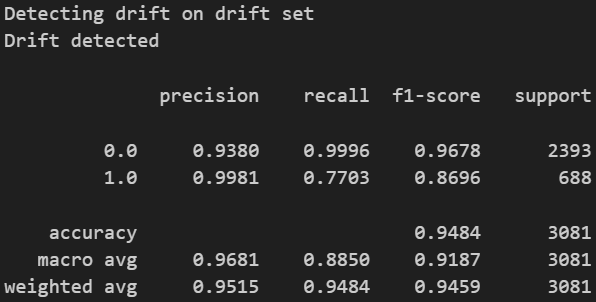 Detecting drift on drift set
Drift detected
precision recall f1-score support
0.0 0.9380 0.9996 0.9678 2393
1.0 0.9981 0.7703 0.8696 688
accuracy 0.9484 3081
macro avg 0.9681 0.8850 0.9187 3081
weighted avg 0.9515 0.9484 0.9459 3081